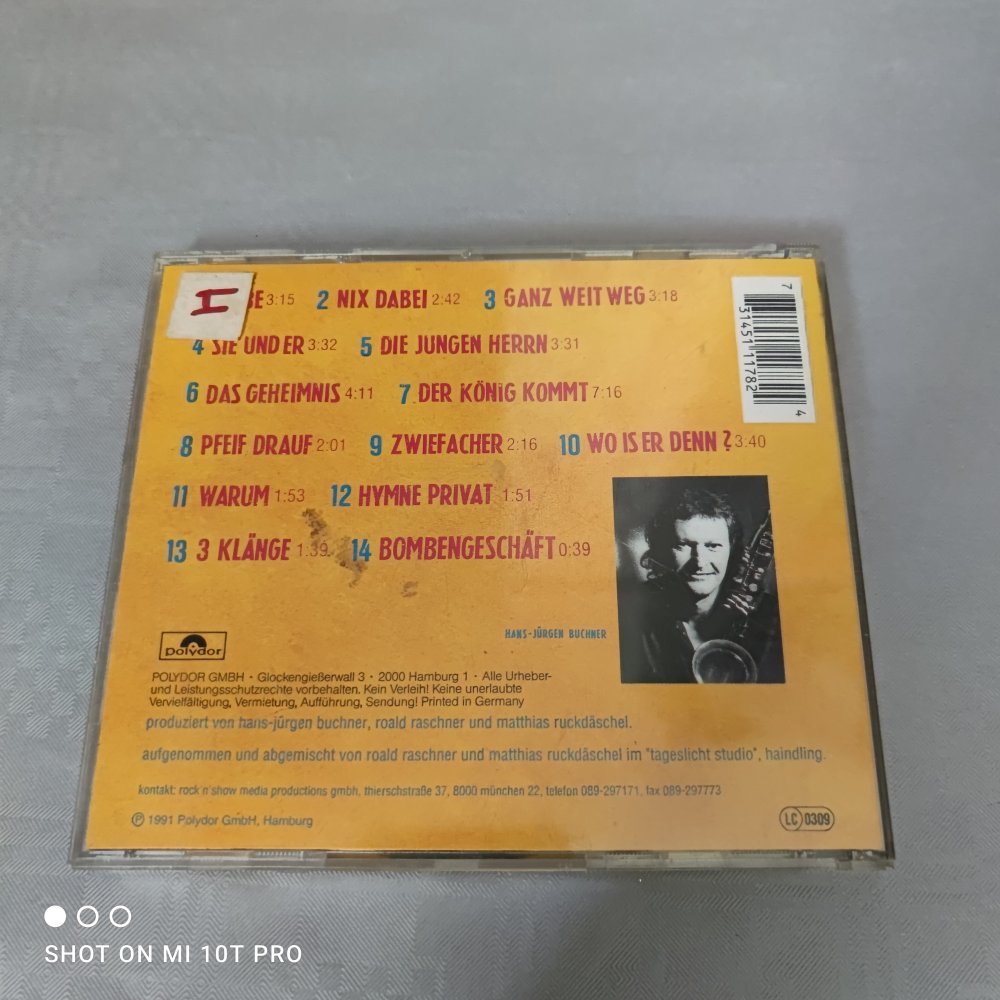 I BE 3:15 2 NIX DABEI 2:42 3 GANZ WEIT WEG 3:18
4 SIE UND ER 3:32 5 DIE JUNGEN HERRN 3:31
6 DAS GEHEIMNIS 4:11 7 DER KÖNIG KOMMT 7:16
8 PFEIF DRAUF 2:01 9 ZWIEFACHER 2:16 10 WO IS ER DENN ? 3:40
11 WARUM 1:53 12 HYMNE PRIVAT 1:51
13 3 KLÄNGE 1:39 14 BOMBENGESCHÄFT 0:39
7 31451 11782 4
HANS-JÜRGEN BUCHNER
polydor
POLYDOR GMBH · Glockengießerwall 3 · 2000 Hamburg 1 · Alle Urheber-
und Leistungsschutzrechte vorbehalten. Kein Verleih! Keine unerlaubte
Vervielfältigung, Vermietung, Aufführung, Sendung! Printed in Germany
produziert von hans-jürgen buchner, roald raschner und matthias ruckdäschel.
aufgenommen und abgemischt von roald raschner und matthias ruckdäschel im "tageslicht studio", haindling.
kontakt: rock'n'show media productions gmbh, thierschstraße 37, 8000 münchen 22, telefon 089-297171, fax 089-297773
Ⓟ 1991 Polydor GmbH, Hamburg
LC 0309
SHOT ON MI 10T PRO